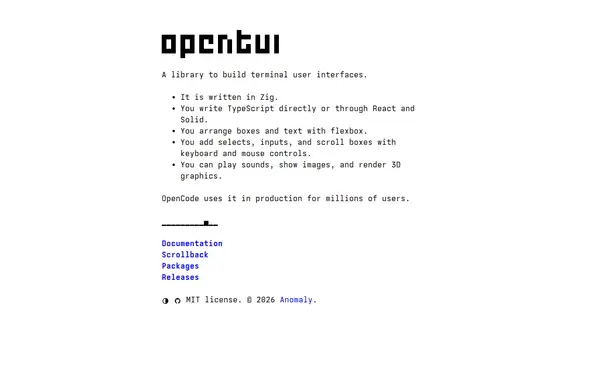 opentui
A library to build terminal user interfaces.
• It is written in Zig.
• You write TypeScript directly or through React and
Solid.
• You arrange boxes and text with flexbox.
• You add selects, inputs, and scroll boxes with
keyboard and mouse controls.
• You can play sounds, show images, and render 3D
graphics.
OpenCode uses it in production for millions of users.
Documentation
Scrollback
Packages
Releases
MIT license. © 2026 Anomaly.